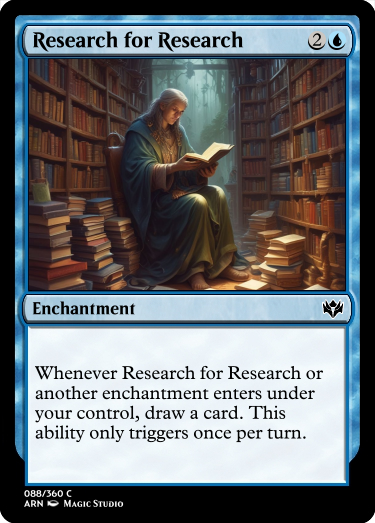 Research for Research 2
Enchantment
Whenever Research for Research or
another enchantment enters under
your control, draw a card. This
ability only triggers once per turn.
088/360 C
ARN Magic Studio